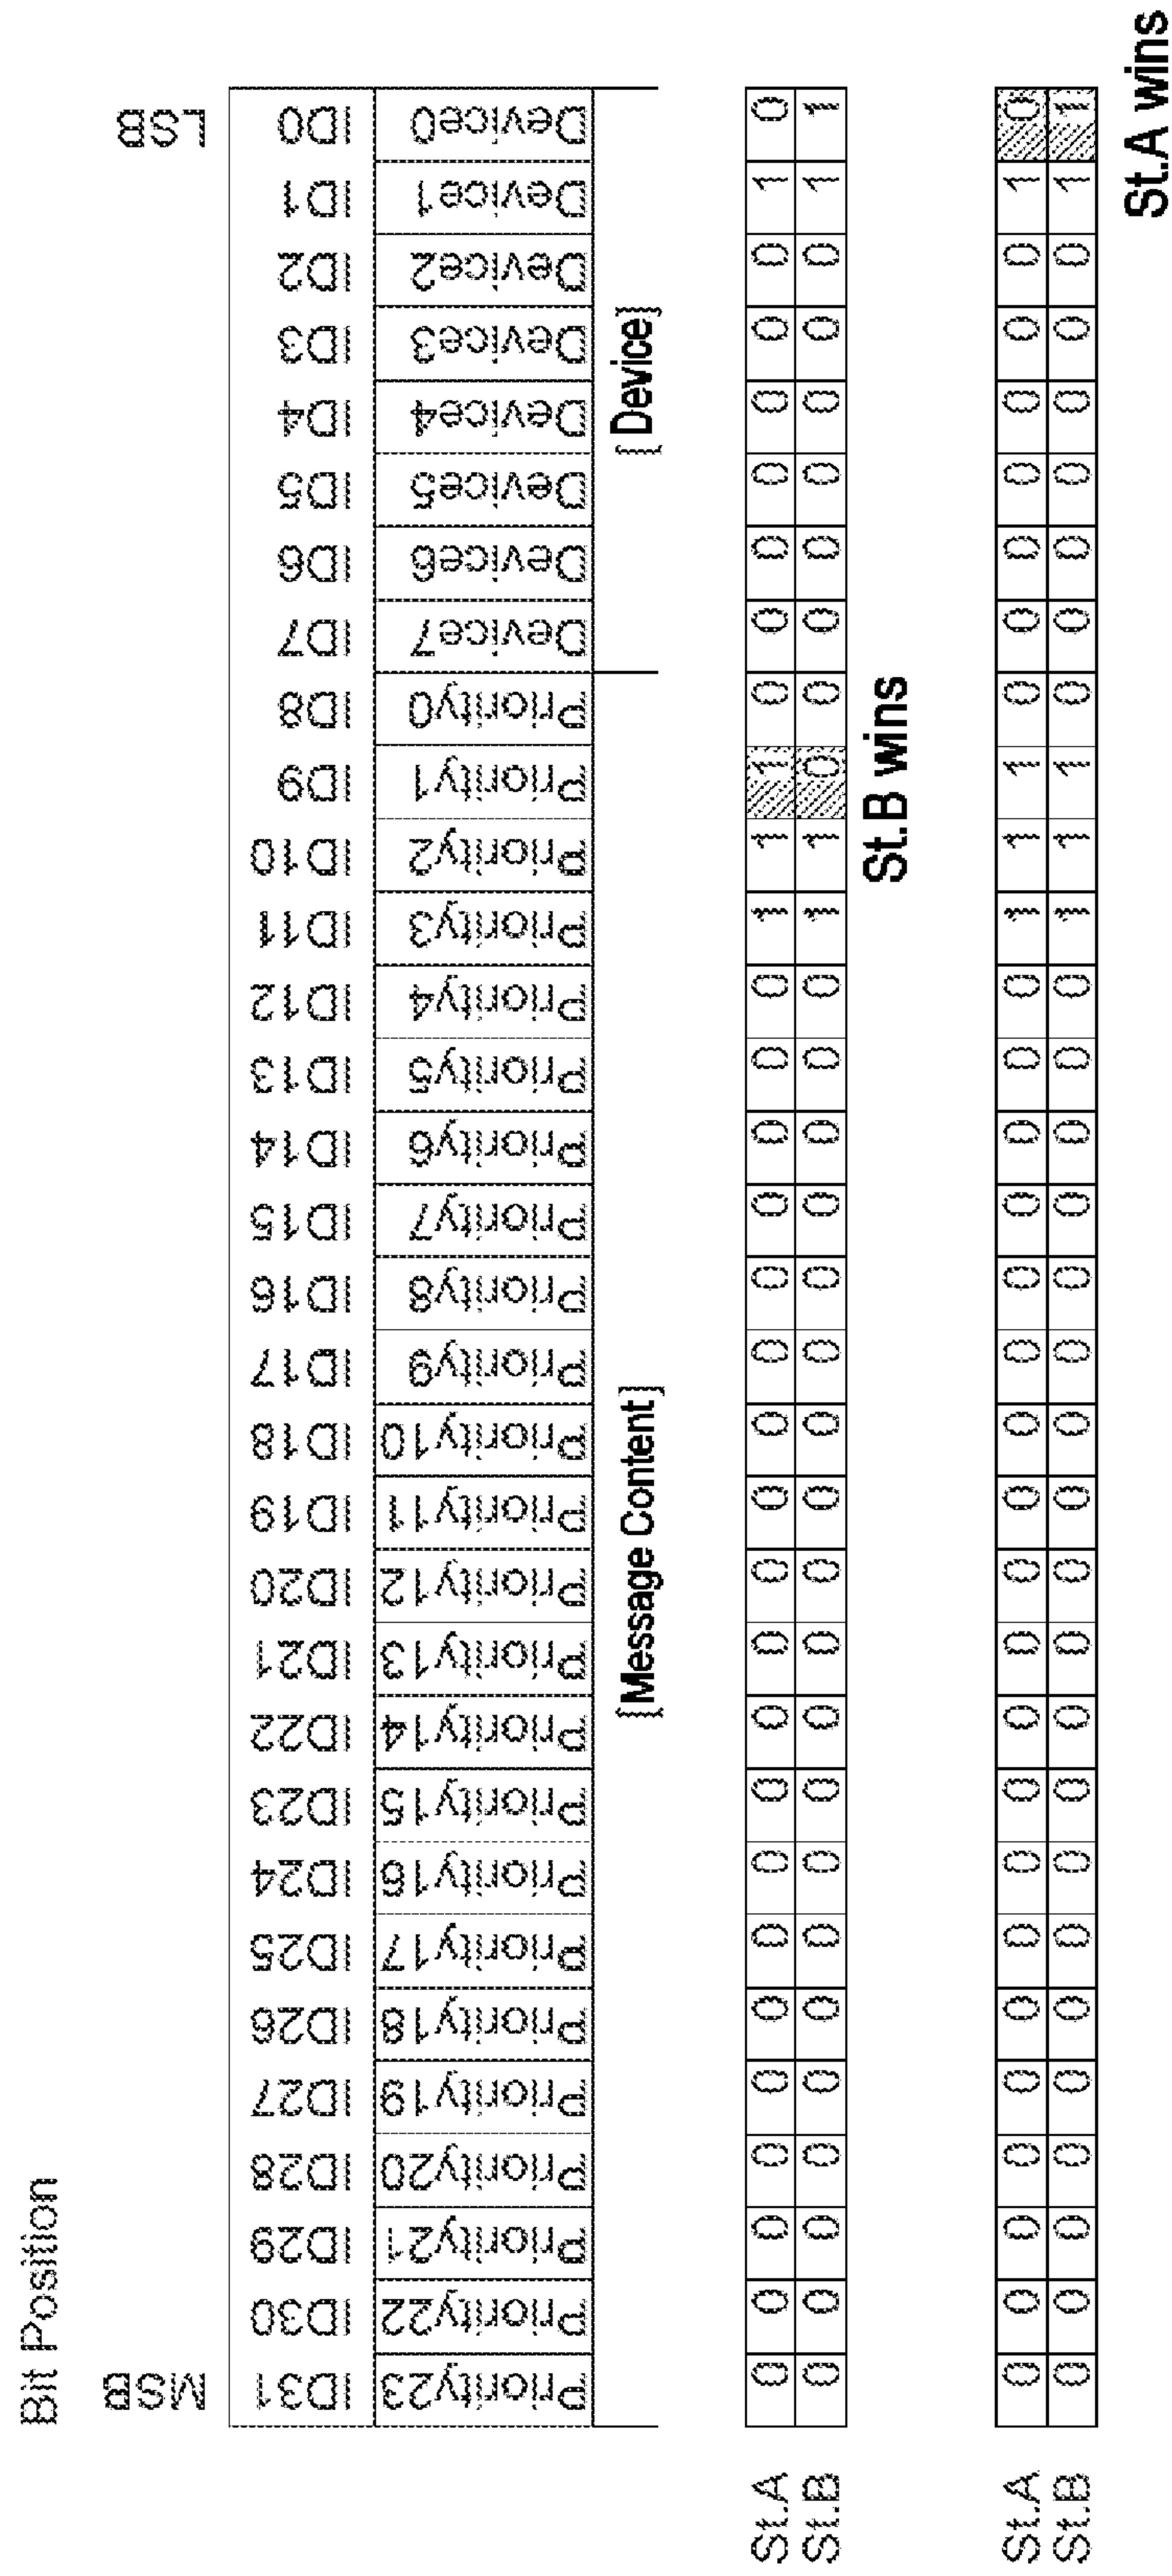 Bit Position
MSB LSB
ID31 ID30 ID29 ID28 ID27 ID26 ID25 ID24 ID23 ID22 ID21 ID20 ID19 ID18 ID17 ID16 ID15 ID14 ID13 ID12 ID11 ID10 ID9 ID8 ID7 ID6 ID5 ID4 ID3 ID2 ID1 ID0
Priority23 Priority22 Priority21 Priority20 Priority19 Priority18 Priority17 Priority16 Priority15 Priority14 Priority13 Priority12 Priority11 Priority10 Priority9 Priority8 Priority7 Priority6 Priority5 Priority4 Priority3 Priority2 Priority1 Priority0 Device7 Device6 Device5 Device4 Device3 Device2 Device1 Device0
[Message Content] [Device]
St.A 0 0 0 0 0 0 0 0 0 0 0 0 0 0 0 0 0 0 0 0 1 1 1 0 0 0 0 0 0 0 1 0
St.B 0 0 0 0 0 0 0 0 0 0 0 0 0 0 0 0 0 0 0 0 1 1 0 0 0 0 0 0 0 0 1 1
St.B wins
St.A 0 0 0 0 0 0 0 0 0 0 0 0 0 0 0 0 0 0 0 0 1 1 1 0 0 0 0 0 0 0 1 0
St.B 0 0 0 0 0 0 0 0 0 0 0 0 0 0 0 0 0 0 0 0 1 1 1 0 0 0 0 0 0 0 1 1
St.A wins